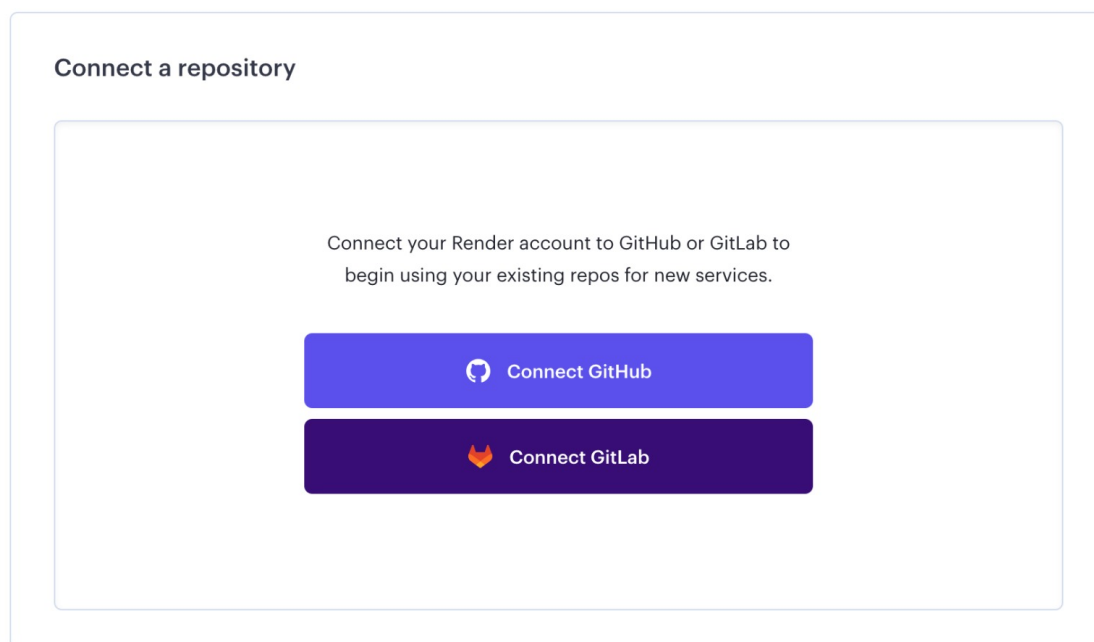 Connect a repository
Connect your Render account to GitHub or GitLab to
begin using your existing repos for new services.
Connect GitHub
Connect GitLab